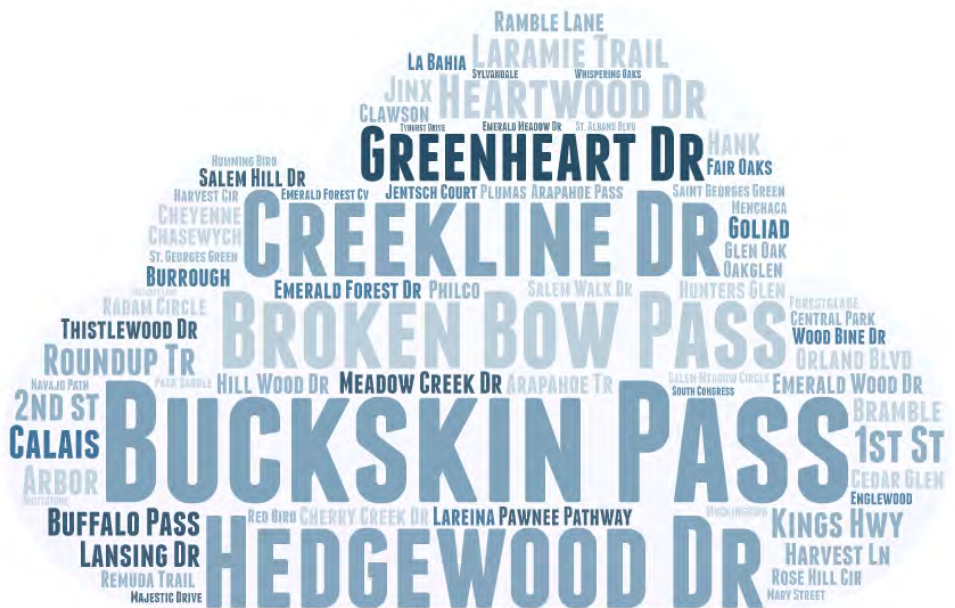 RAMBLE LANE
LA BAHIA LARAMIE TRAIL
SYLVANDALE WHISPERING OAKS
JINX HEARTWOOD DR
CLAWSON
TYHURST DRIVE EMERALD MEADOW DR ST. ALBANS BLVD
GREENHEART DR HANK
FAIR OAKS
HUMMING BIRD
SALEM HILL DR
HARVEST CIR EMERALD FOREST CV JENTSCH COURT PLUMAS ARAPAHOE PASS SAINT GEORGES GREEN
CHEYENNE CREEKLINE DR MENCHACA
CHASEWYCH GOLIAD
ST. GEORGES GREEN GLEN OAK
BURROUGH OAKGLEN
EMERALD FOREST DR PHILCO SALEM WALK DR HUNTERS GLEN
RADAM CIRCLE BROKEN BOW PASS FORESTGLADE
THISTLEWOOD DR CENTRAL PARK
WOOD BINE DR
ROUNDUP TR ORLAND BLVD
NAVAJO PATH PACK SADDLE HILL WOOD DR MEADOW CREEK DR ARAPAHOE TR SALEM MEADOW CIRCLE EMERALD WOOD DR
SOUTH CONGRESS
2ND ST BUCKSKIN PASS BRAMBLE
CALAIS 1ST ST
ARBOR CEDAR GLEN
ENGLEWOOD
BUFFALO PASS RED BIRD CHERRY CREEK DR LAREINA PAWNEE PATHWAY KINGS HWY
LANSING DR HEDGEWOOD DR HARVEST LN
REMUDA TRAIL ROSE HILL CIR
MAJESTIC DRIVE MARY STREET